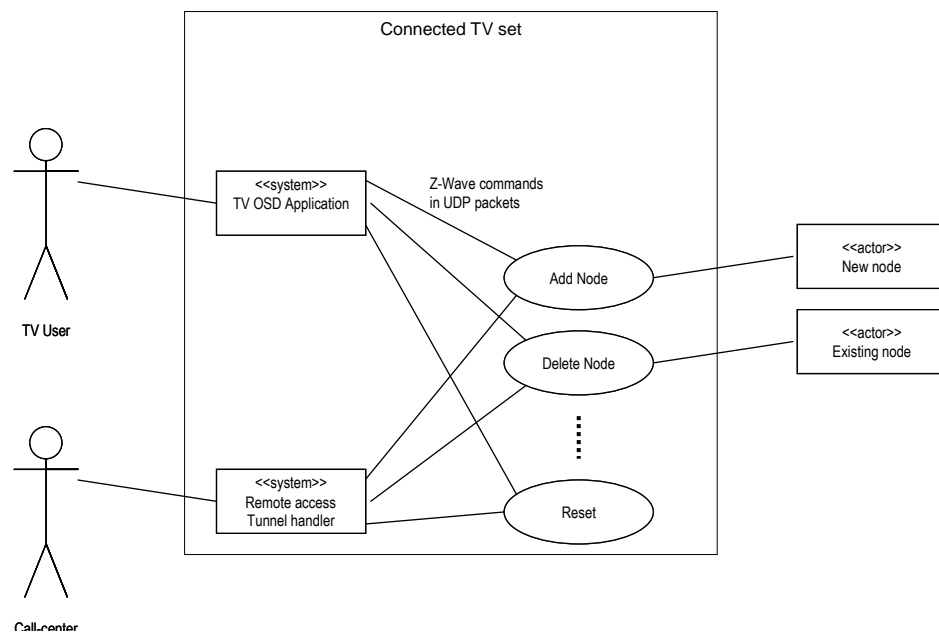 Connected TV set
<<system>>
TV OSD Application
Z-Wave commands
in UDP packets
Add Node
<<actor>>
New node
TV User
Delete Node
<<actor>>
Existing node
<<system>>
Remote access
Tunnel handler
Reset
Call-center